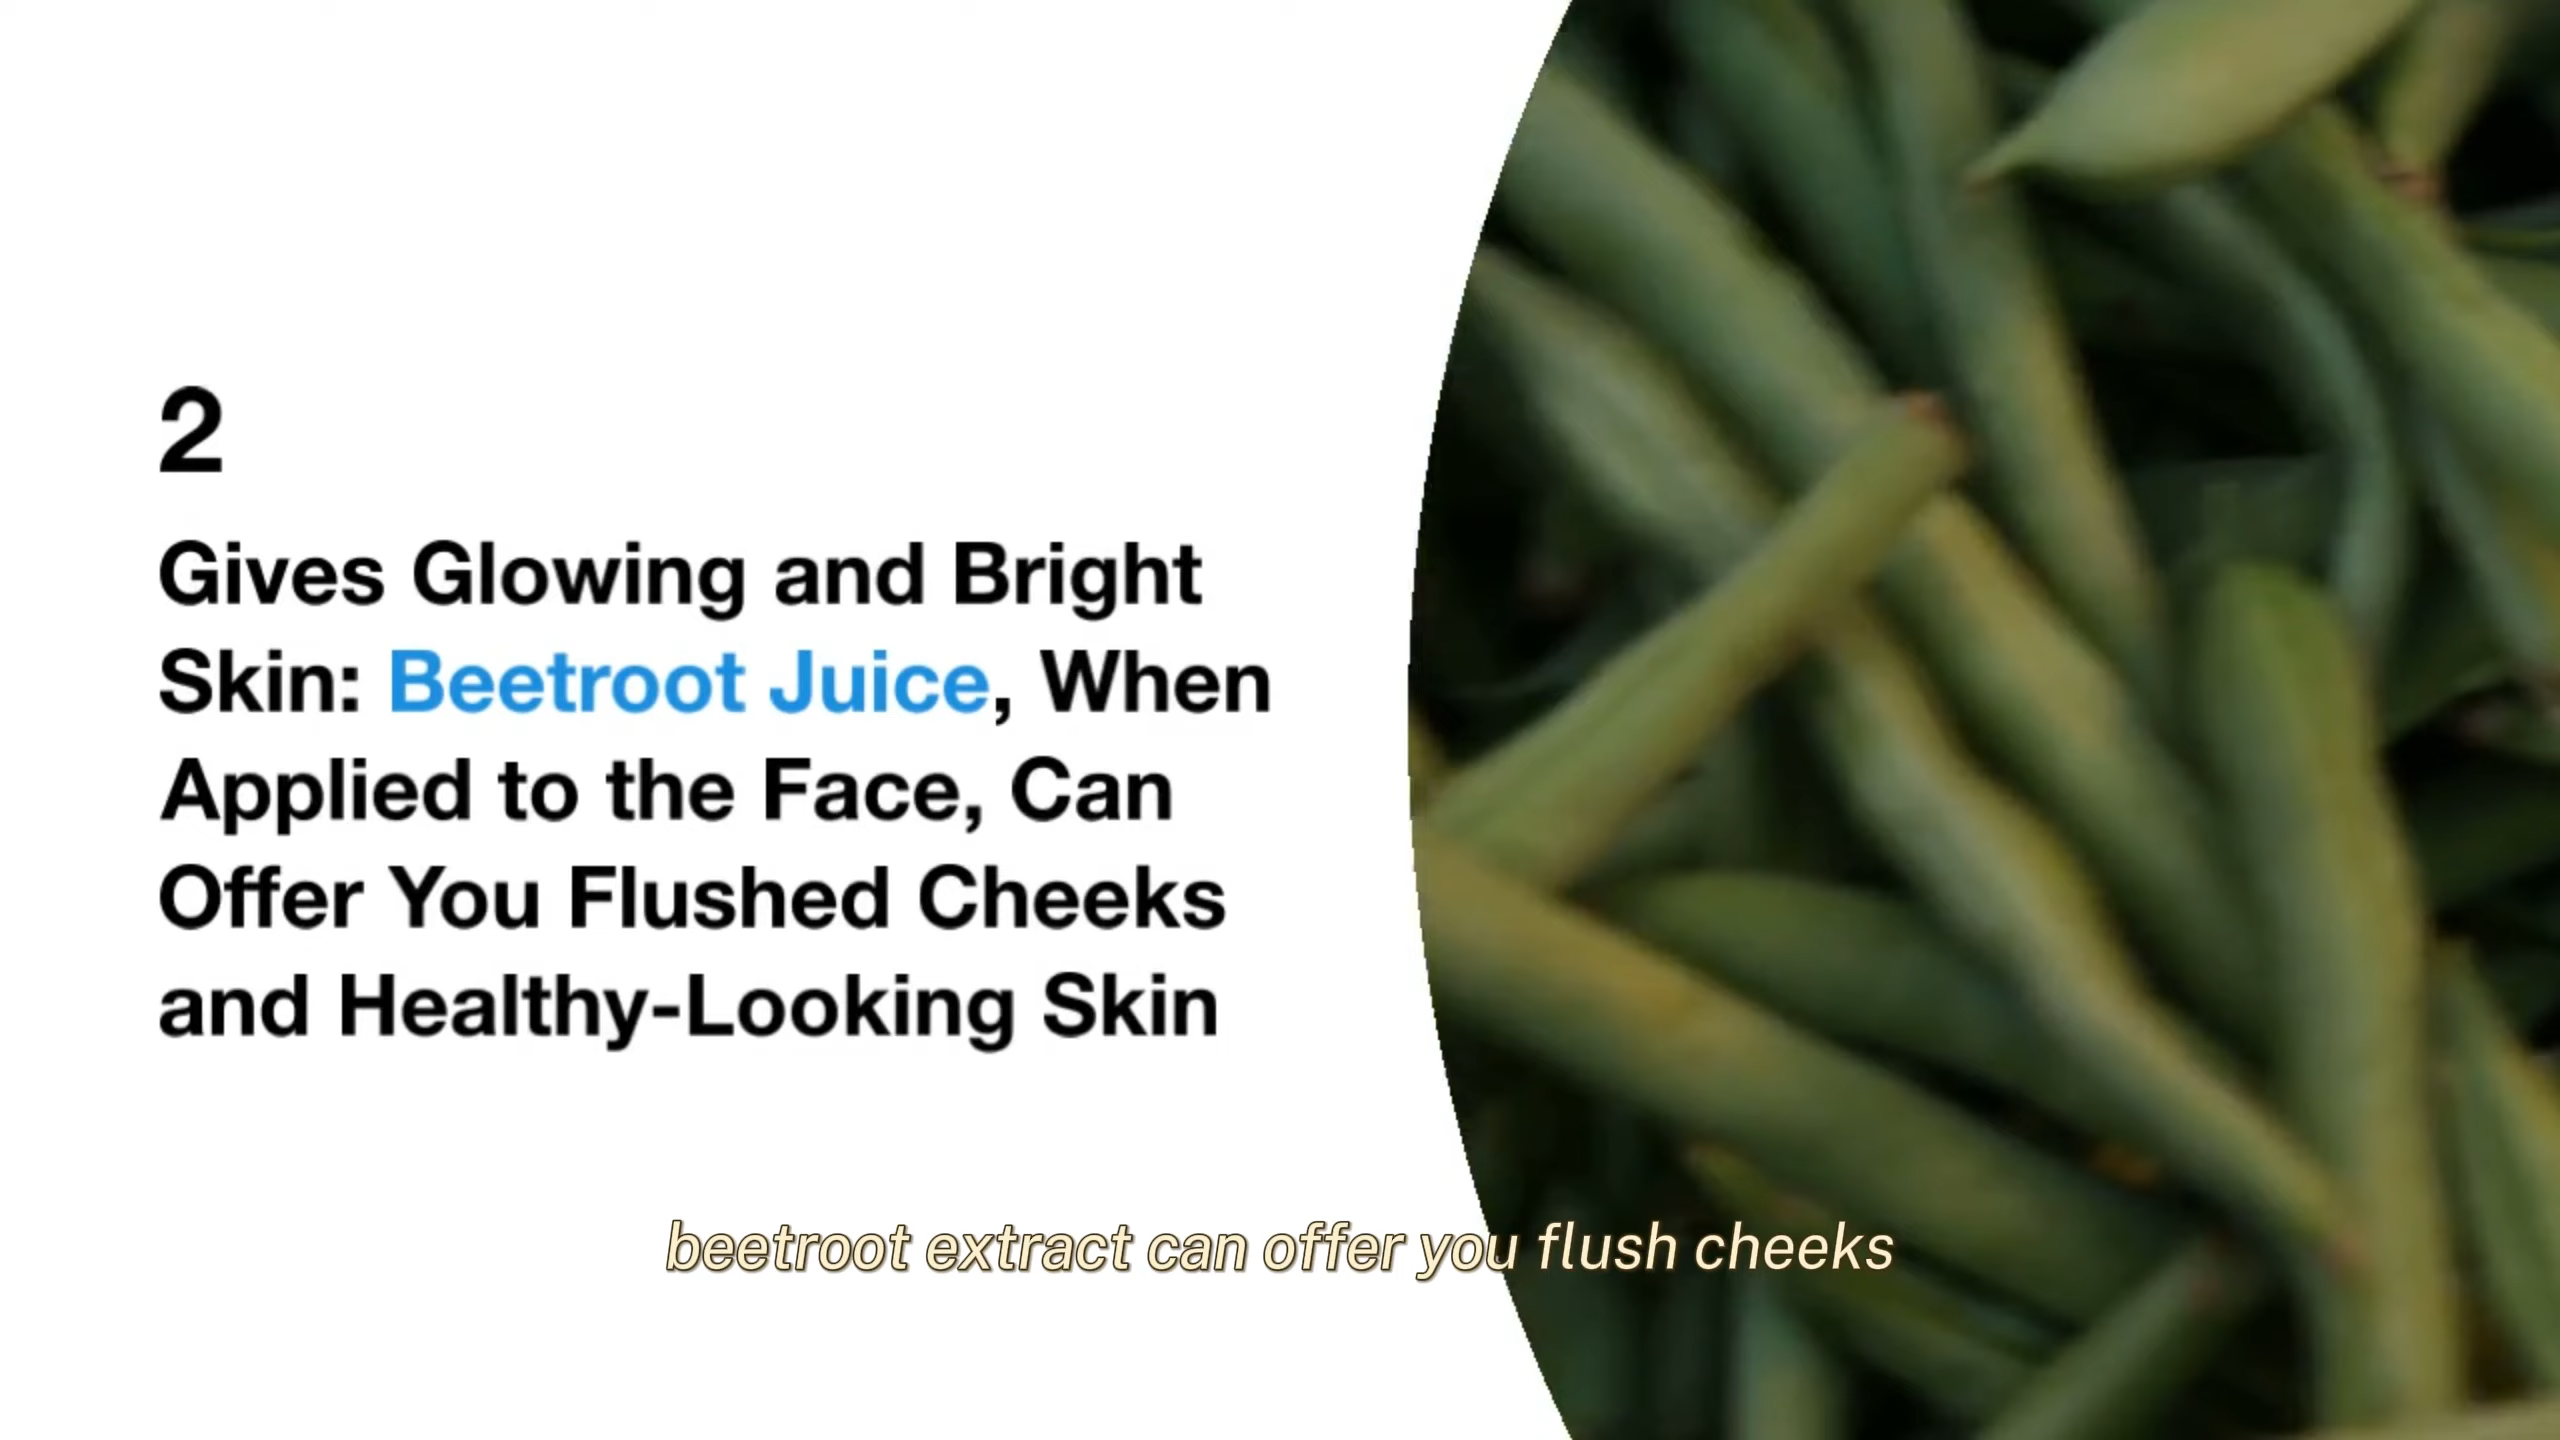 2
Gives Glowing and Bright
Skin: Beetroot Juice, When
Applied to the Face, Can
Offer You Flushed Cheeks
and Healthy-Looking Skin
beetroot extract can offer you flush cheeks